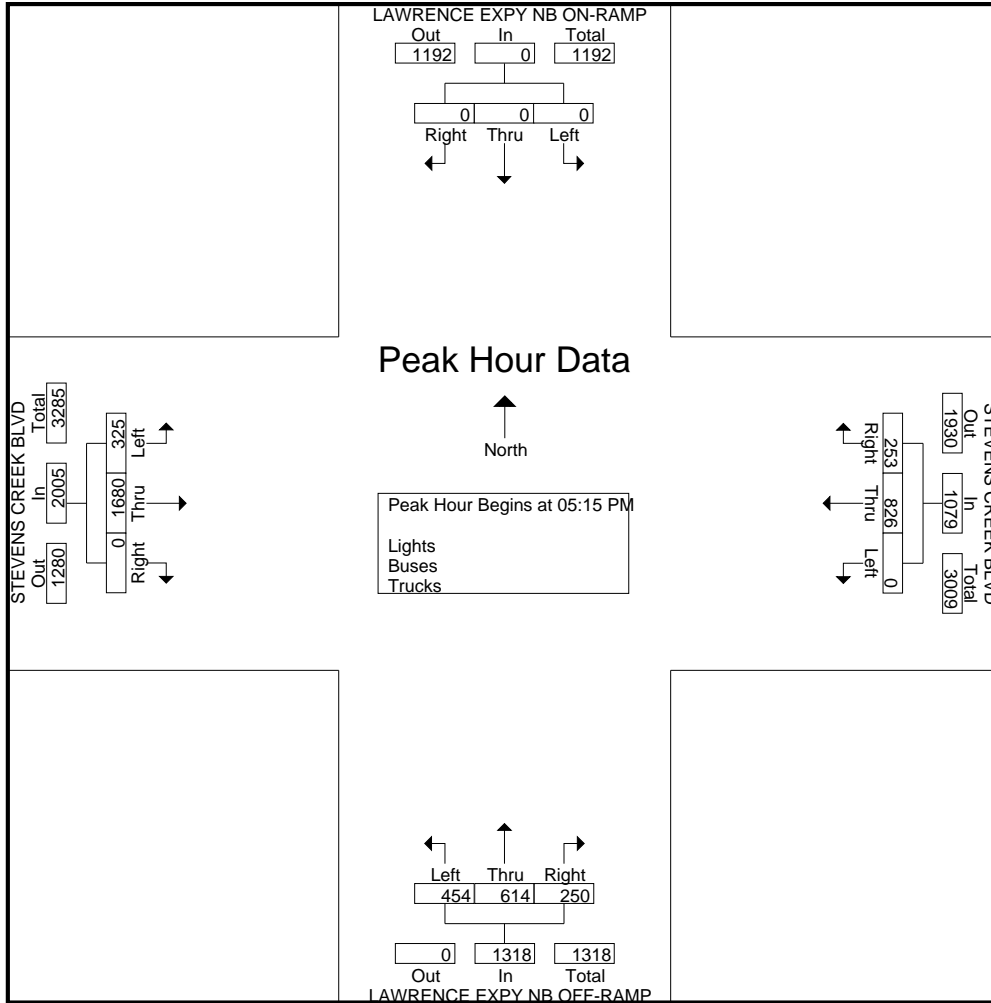 LAWRENCE EXPY NB ON-RAMP
Out In Total
1192 0 1192
0 0 0
Right Thru Left
Peak Hour Data
North
Peak Hour Begins at 05:15 PM
Lights
Buses
Trucks
STEVENS CREEK BLVD
Out In Total
1280 2005 3285
Right Thru Left
0 1680 325
STEVENS CREEK BLVD
Out In Total
1930 1079 3009
Right Thru Left
253 826 0
Left Thru Right
454 614 250
0 1318 1318
Out In Total
LAWRENCE EXPY NB OFF-RAMP